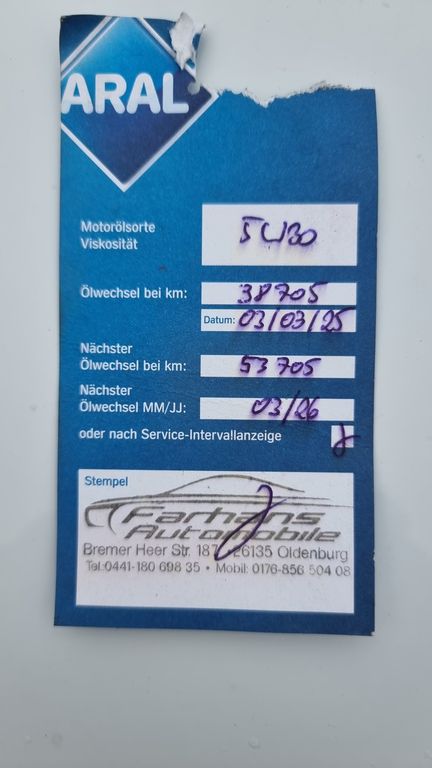 ARAL
Motorölsorte
Viskosität
5W30
Ölwechsel bei km: 38705
Datum: 03/03/25
Nächster
Ölwechsel bei km: 53705
Nächster
Ölwechsel MM/JJ: 03/26
oder nach Service-Intervallanzeige
Stempel
Farhans
Automobile
Bremer Heer Str. 187 26135 Oldenburg
Tel:0441-180 698 35 • Mobil: 0176-856 504 08